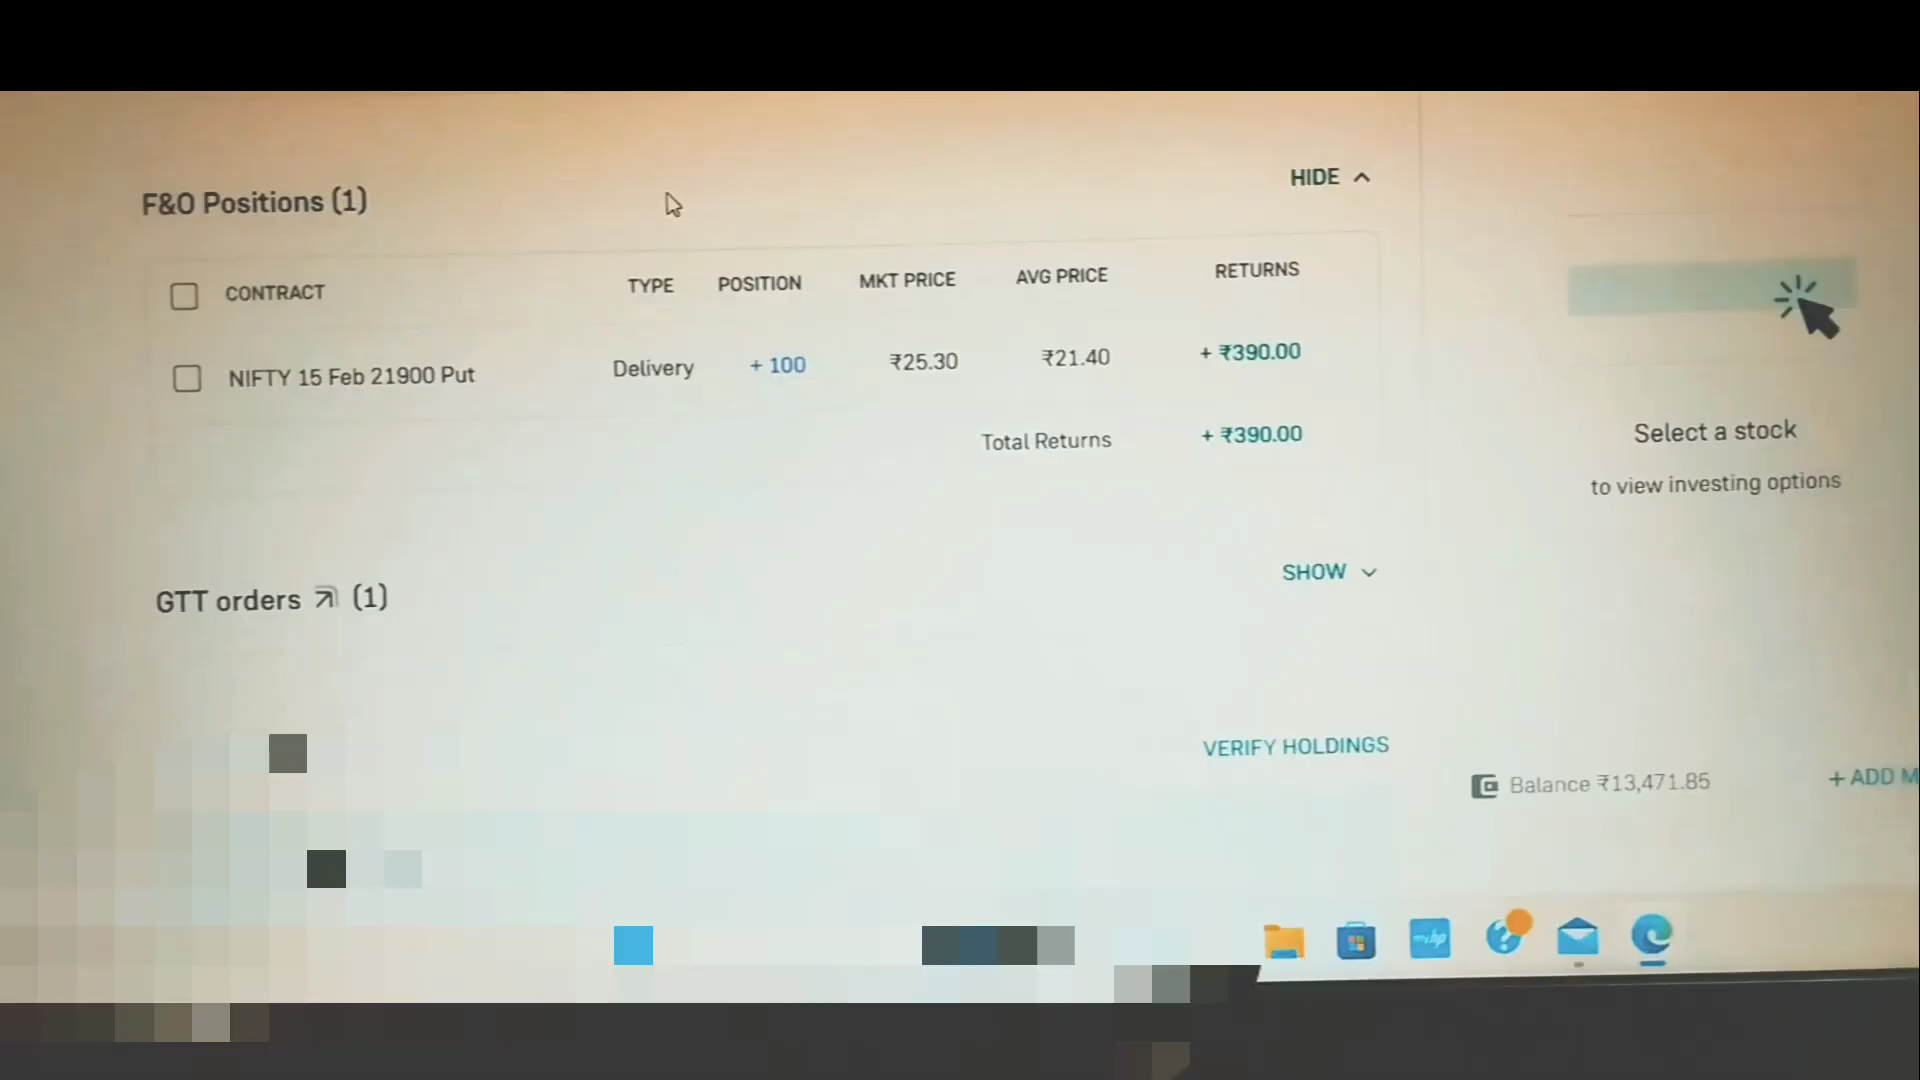 HIDE
F&O Positions (1)
CONTRACT TYPE POSITION MKT PRICE AVG PRICE RETURNS
NIFTY 15 Feb 21900 Put Delivery + 100 ₹25.30 ₹21.40 + ₹390.00
Total Returns + ₹390.00
Select a stock
to view investing options
GTT orders (1)
SHOW
VERIFY HOLDINGS
Balance ₹13,471.85
+ ADD M